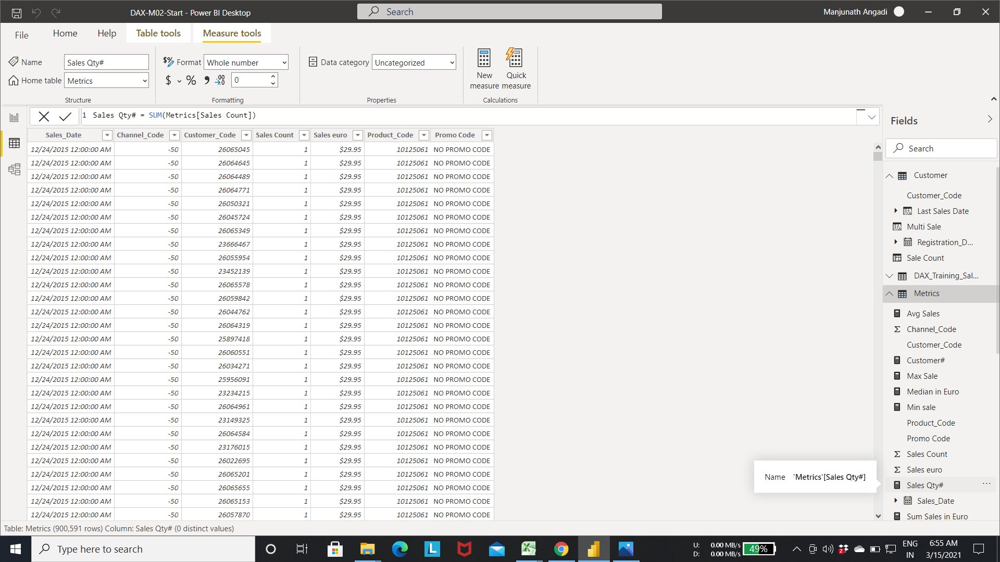 DAX-M02-Start - Power BI Desktop
Search
Manjunath Angadi
File
Home
Help
Table tools
Measure tools
Name
Sales Qty#
Format
Whole number
Data category
Uncategorized
Home table
Metrics
$ % 9 .00
0
New measure
Quick measure
Structure
Formatting
Properties
Calculations
1 Sales Qty# = SUM(Metrics[Sales Count])
Sales_Date Channel_Code Customer_Code Sales Count Sales euro Product_Code Promo Code
12/24/2015 12:00:00 AM -50 26065045 1 $29.95 10125061 NO PROMO CODE
12/24/2015 12:00:00 AM -50 26064645 1 $29.95 10125061 NO PROMO CODE
12/24/2015 12:00:00 AM -50 26064489 1 $29.95 10125061 NO PROMO CODE
12/24/2015 12:00:00 AM -50 26064771 1 $29.95 10125061 NO PROMO CODE
12/24/2015 12:00:00 AM -50 26050321 1 $29.95 10125061 NO PROMO CODE
12/24/2015 12:00:00 AM -50 26045724 1 $29.95 10125061 NO PROMO CODE
12/24/2015 12:00:00 AM -50 26065349 1 $29.95 10125061 NO PROMO CODE
12/24/2015 12:00:00 AM -50 23666467 1 $29.95 10125061 NO PROMO CODE
12/24/2015 12:00:00 AM -50 26055954 1 $29.95 10125061 NO PROMO CODE
12/24/2015 12:00:00 AM -50 23452139 1 $29.95 10125061 NO PROMO CODE
12/24/2015 12:00:00 AM -50 26065578 1 $29.95 10125061 NO PROMO CODE
12/24/2015 12:00:00 AM -50 26059842 1 $29.95 10125061 NO PROMO CODE
12/24/2015 12:00:00 AM -50 26044762 1 $29.95 10125061 NO PROMO CODE
12/24/2015 12:00:00 AM -50 26064319 1 $29.95 10125061 NO PROMO CODE
12/24/2015 12:00:00 AM -50 25897418 1 $29.95 10125061 NO PROMO CODE
12/24/2015 12:00:00 AM -50 26060551 1 $29.95 10125061 NO PROMO CODE
12/24/2015 12:00:00 AM -50 26034271 1 $29.95 10125061 NO PROMO CODE
12/24/2015 12:00:00 AM -50 25956091 1 $29.95 10125061 NO PROMO CODE
12/24/2015 12:00:00 AM -50 23234215 1 $29.95 10125061 NO PROMO CODE
12/24/2015 12:00:00 AM -50 26064961 1 $29.95 10125061 NO PROMO CODE
12/24/2015 12:00:00 AM -50 23149325 1 $29.95 10125061 NO PROMO CODE
12/24/2015 12:00:00 AM -50 26064584 1 $29.95 10125061 NO PROMO CODE
12/24/2015 12:00:00 AM -50 23176015 1 $29.95 10125061 NO PROMO CODE
12/24/2015 12:00:00 AM -50 26022695 1 $29.95 10125061 NO PROMO CODE
12/24/2015 12:00:00 AM -50 26065201 1 $29.95 10125061 NO PROMO CODE
12/24/2015 12:00:00 AM -50 26065655 1 $29.95 10125061 NO PROMO CODE
12/24/2015 12:00:00 AM -50 26065153 1 $29.95 10125061 NO PROMO CODE
12/24/2015 12:00:00 AM -50 26057870 1 $29.95 10125061 NO PROMO CODE
Fields
Search
Customer
Customer_Code
Last Sales Date
Multi Sale
Registration_D...
Sale Count
DAX_Training_Sal...
Metrics
Avg Sales
Channel_Code
Customer_Code
Customer#
Max Sale
Median in Euro
Min sale
Product_Code
Promo Code
Sales Count
Sales euro
Sales Qty#
Sales_Date
Sum Sales in Euro
Name 'Metrics'[Sales Qty#]
Table: Metrics (900,591 rows) Column: Sales Qty# (0 distinct values)
Type here to search
U: 0.00 MB/s
D: 0.00 MB/s
49%
2
ENG
IN
6:55 AM
3/15/2021